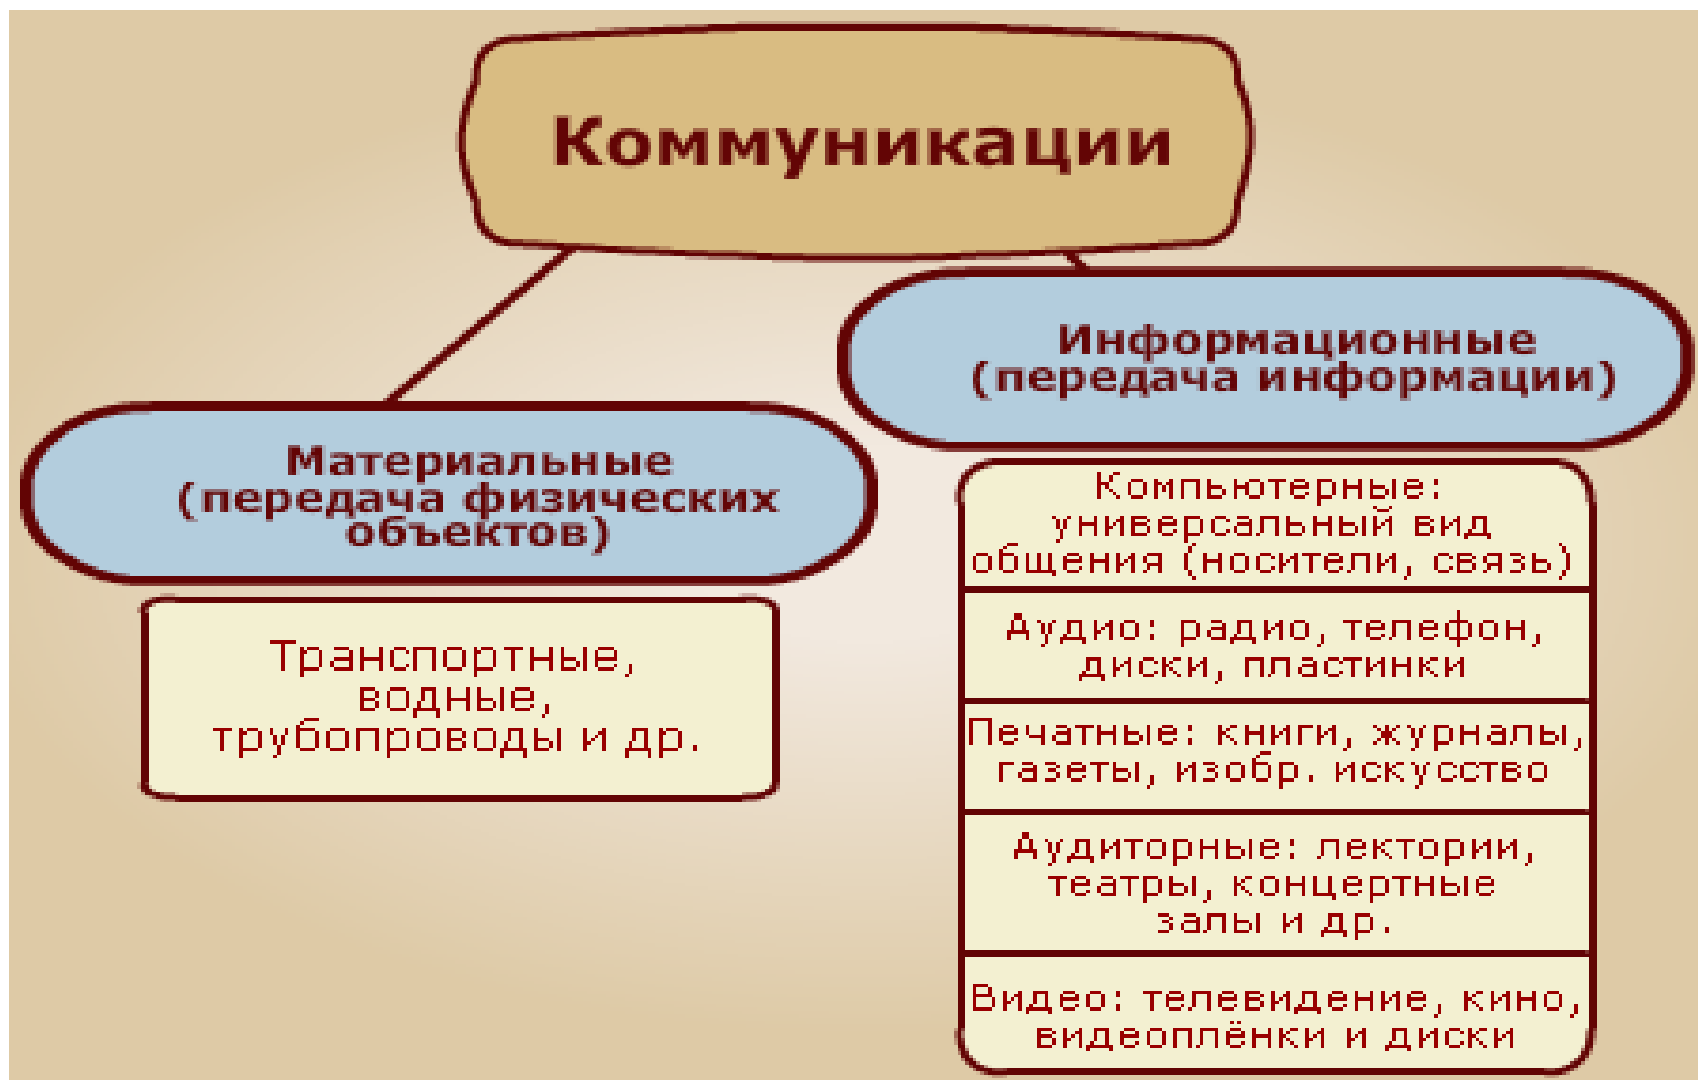 Коммуникации
Материальные
(передача физических
объектов)
Транспортные,
водные,
трубопроводы и др.
Информационные
(передача информации)
Компьютерные:
универсальный вид
общения (носители, связь)
Аудио: радио, телефон,
диски, пластинки
Печатные: книги, журналы,
газеты, изобр. искусство
Аудиторные: лектории,
театры, концертные
залы и др.
Видео: телевидение, кино,
видеоплёнки и диски